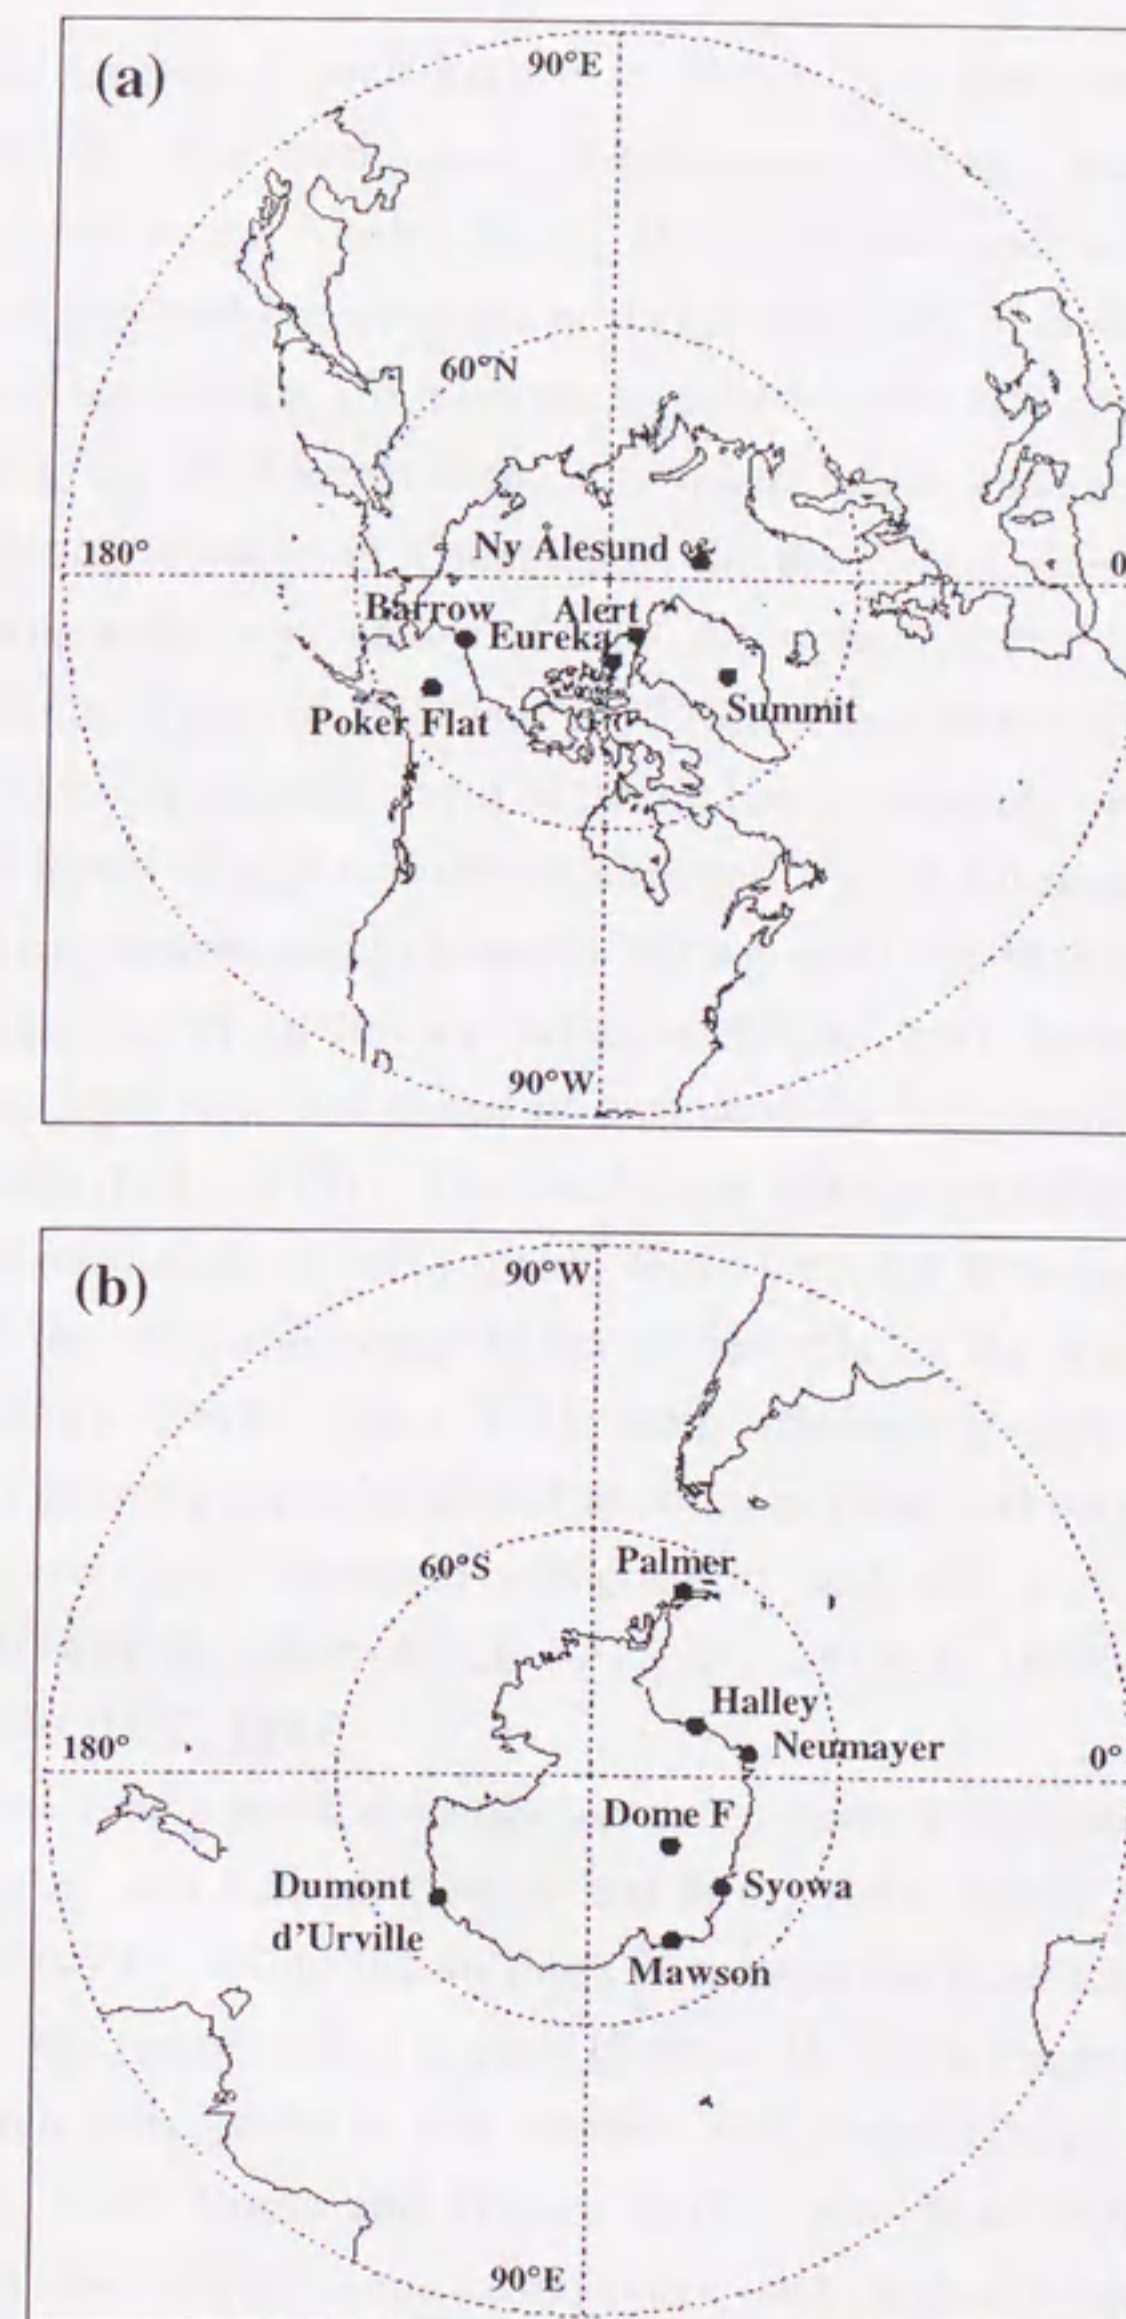 (a)
90°E
60°N
180°
0
Ny Ålesund
Barrow
Alert
Eureka
Poker Flat
Summit
90°W
(b)
90°W
60°S
Palmer
Halley
180°
Neumayer
0°
Dome F
Dumont
d'Urville
Syowa
Mawson
90°E